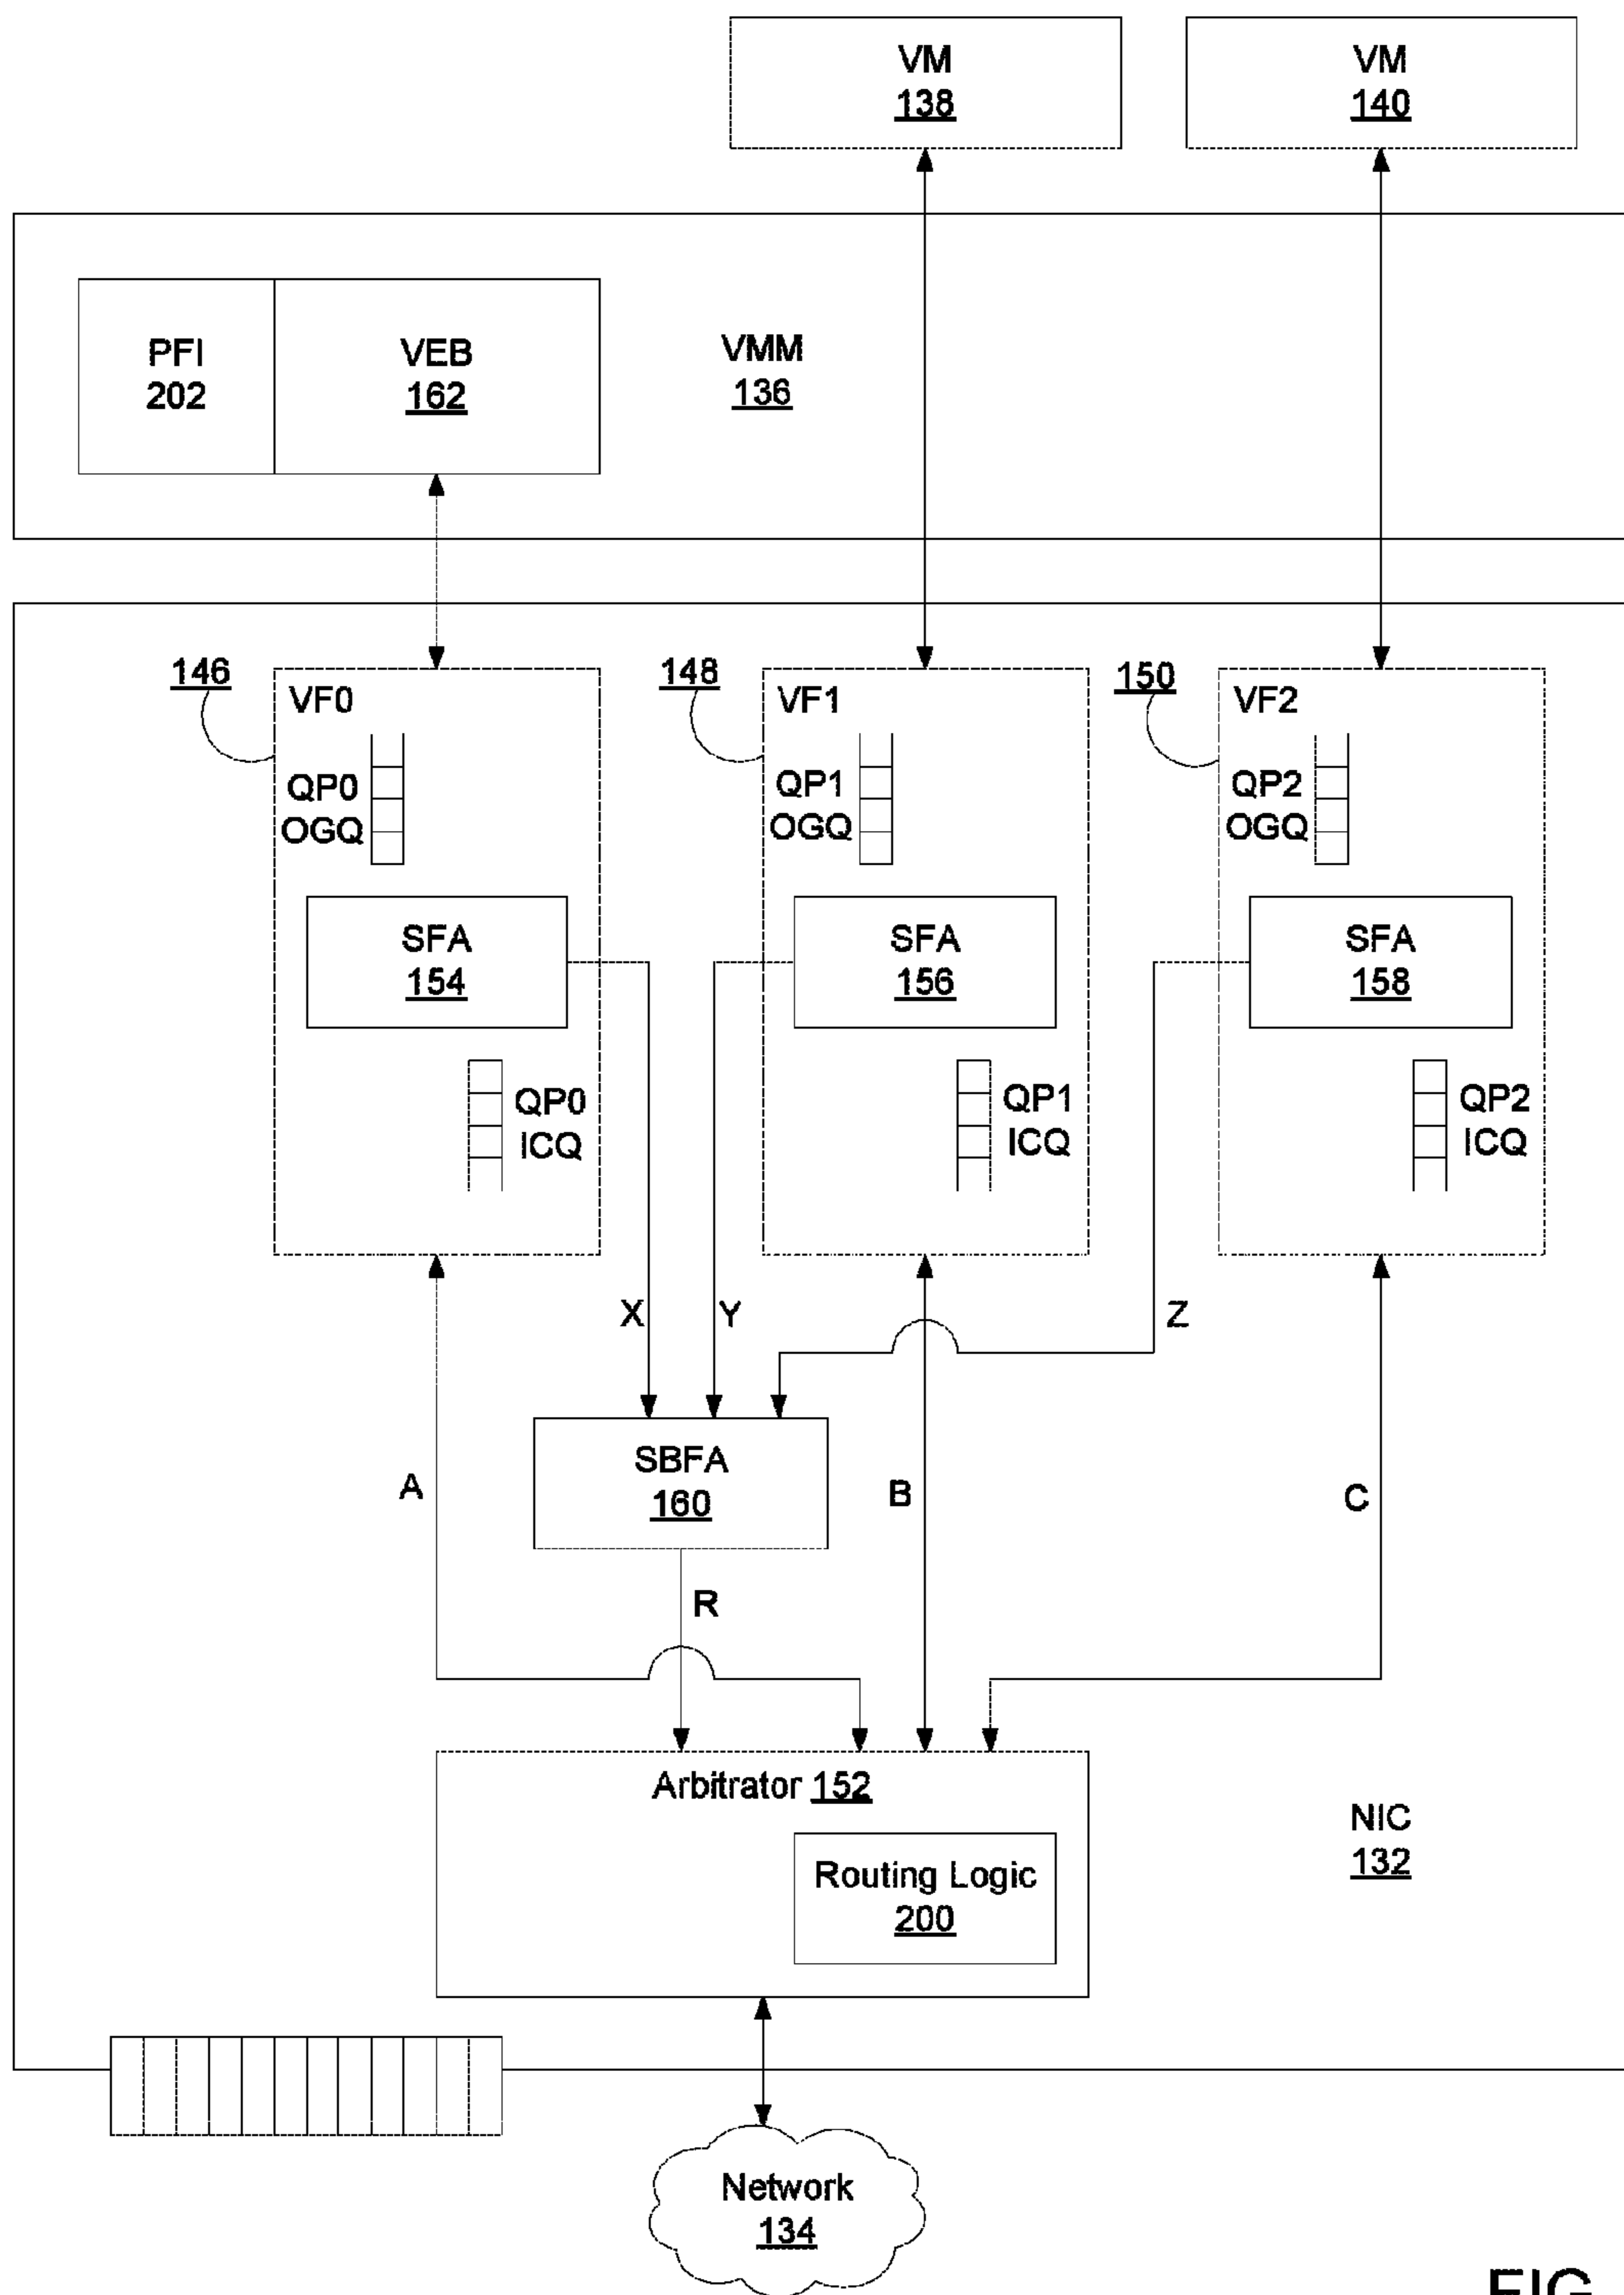 VM
138
VM
140
PFI
202
VEB
162
VMM
136
146
VF0
148
VF1
150
VF2
QP0
OGQ
QP1
OGQ
QP2
OGQ
SFA
154
SFA
156
SFA
158
QP0
ICQ
QP1
ICQ
QP2
ICQ
X
Y
Z
SBFA
160
A
B
C
R
Arbitrator 152
Routing Logic
200
NIC
132
Network
134
FIG